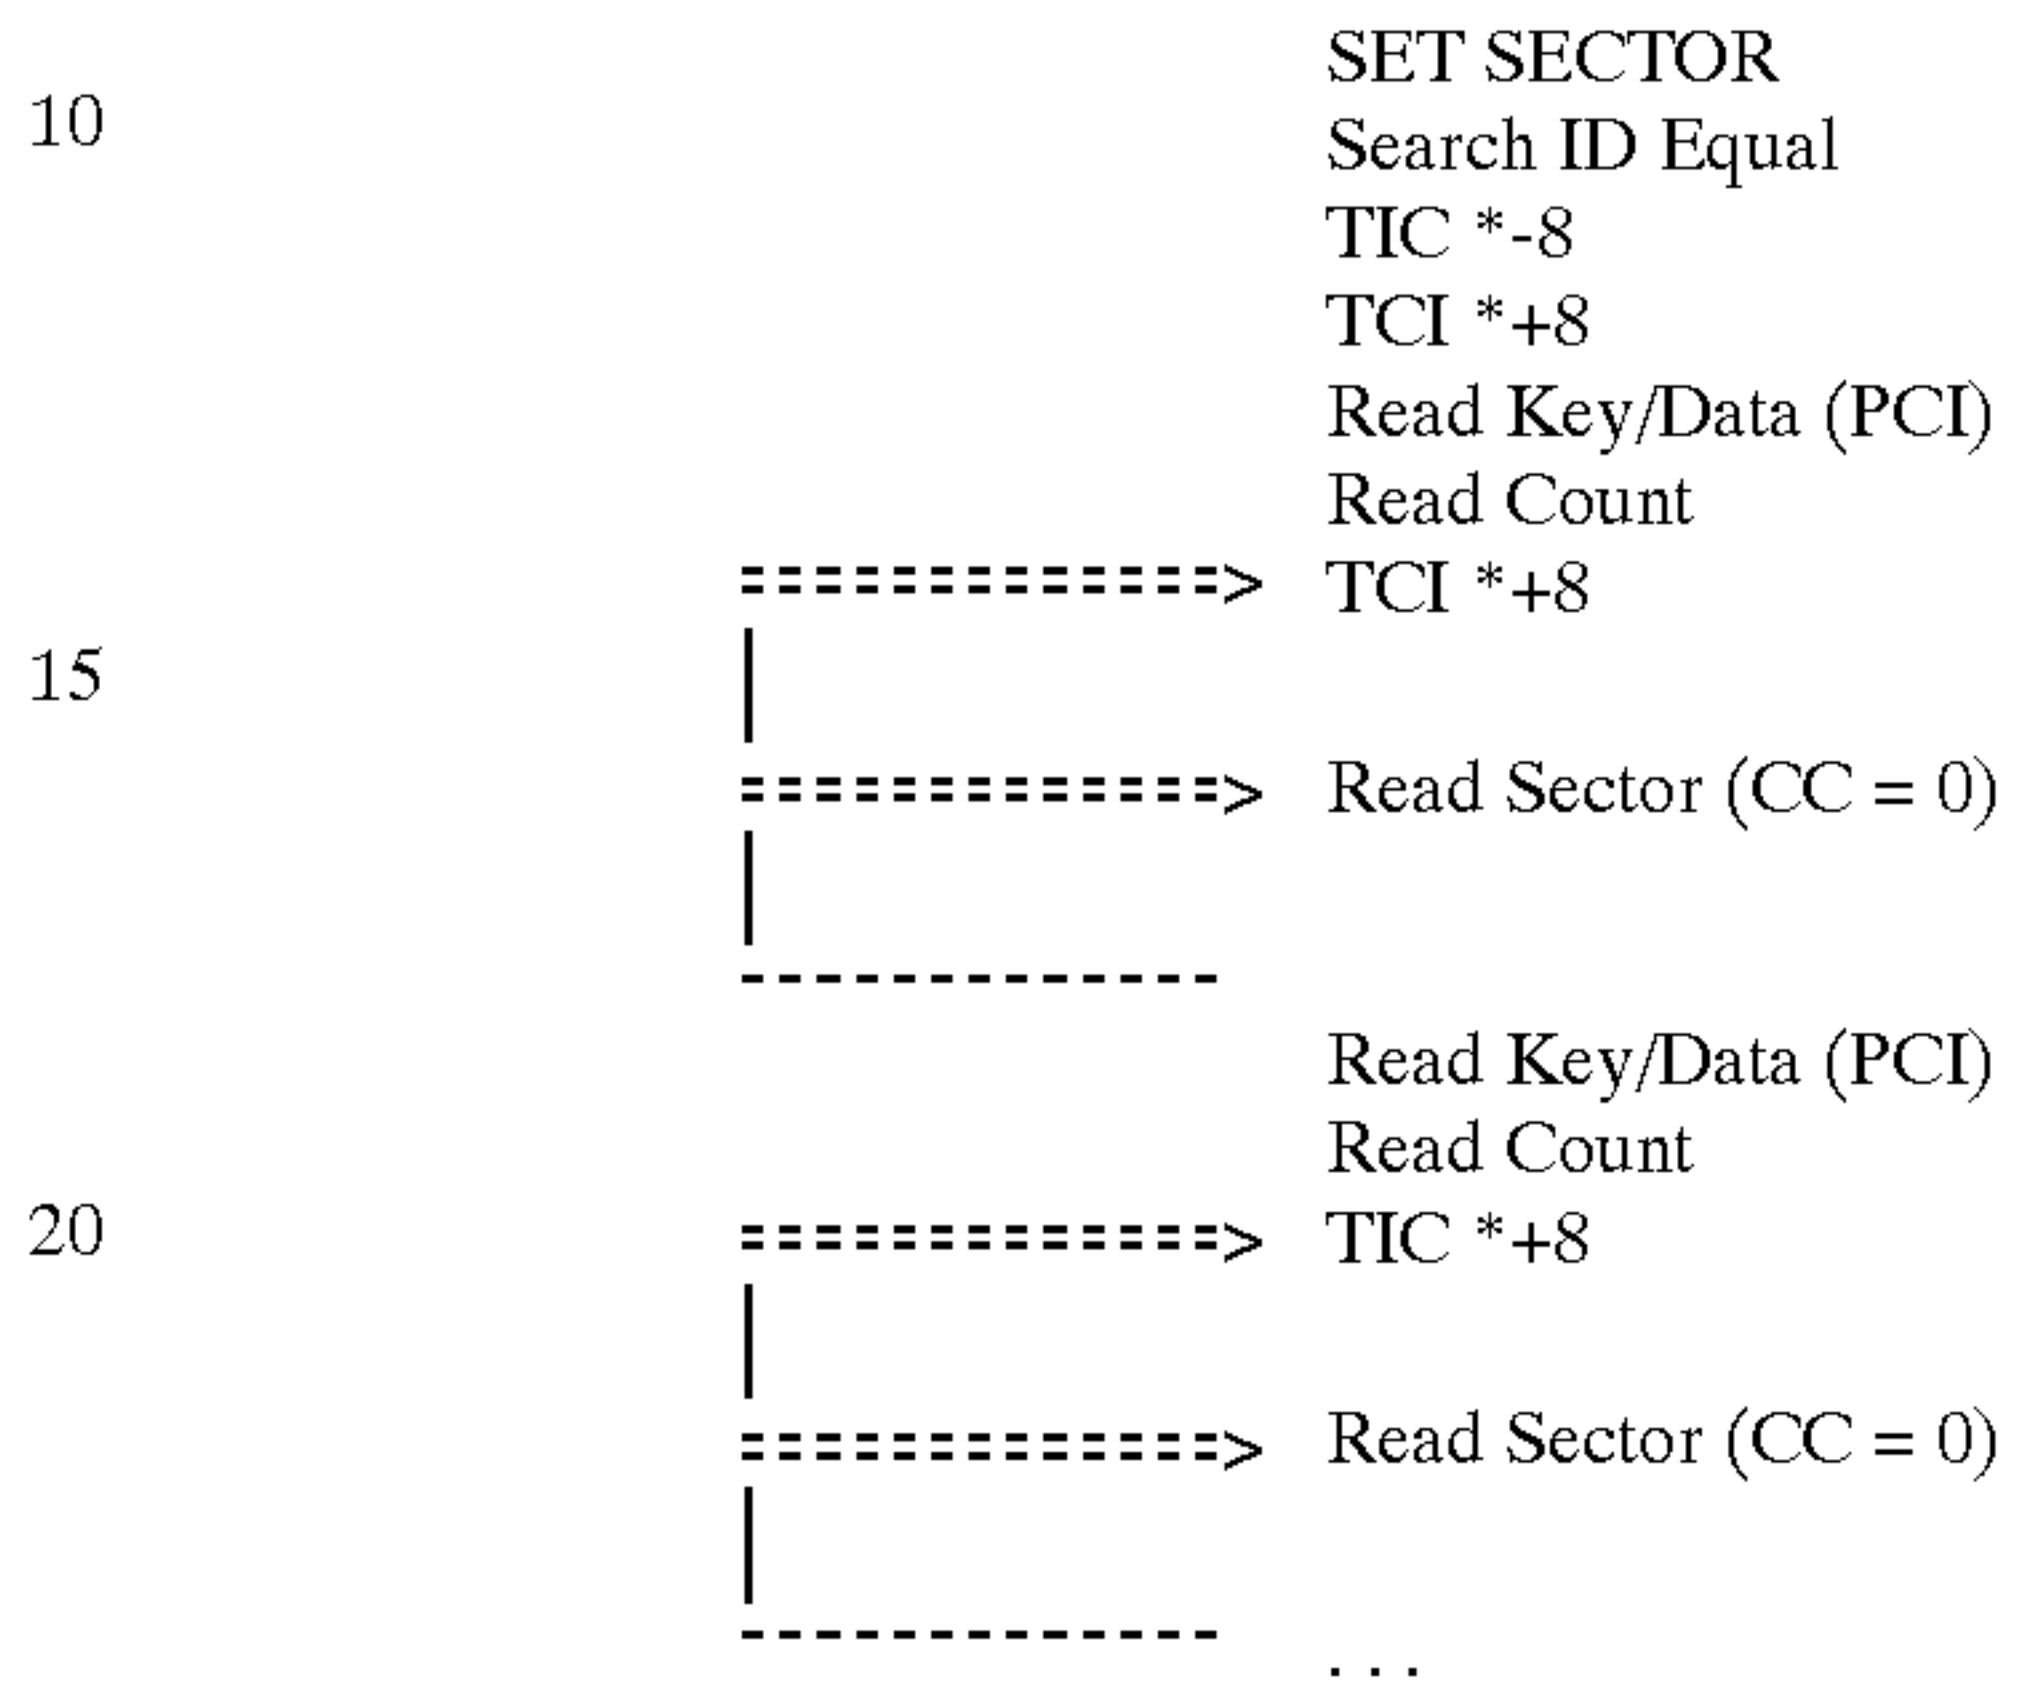 SET SECTOR
10
Search ID Equal
TIC *-8
TCI *+8
Read Key/Data (PCI)
Read Count
=============> TCI *+8
|
15
=============> Read Sector (CC = 0)
|
-------------
Read Key/Data (PCI)
Read Count
20 =============> TIC *+8
|
=============> Read Sector (CC = 0)
|
-------------
. . .